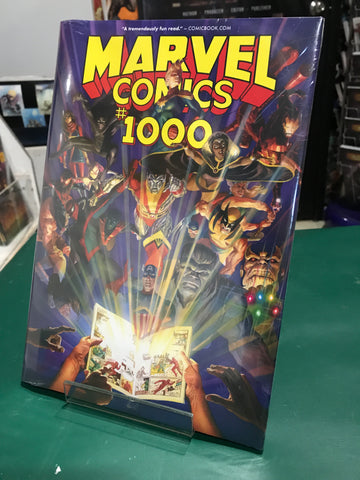 "A tremendously fun read." – COMICBOOK.COM
MARVEL
COMICS
#1000